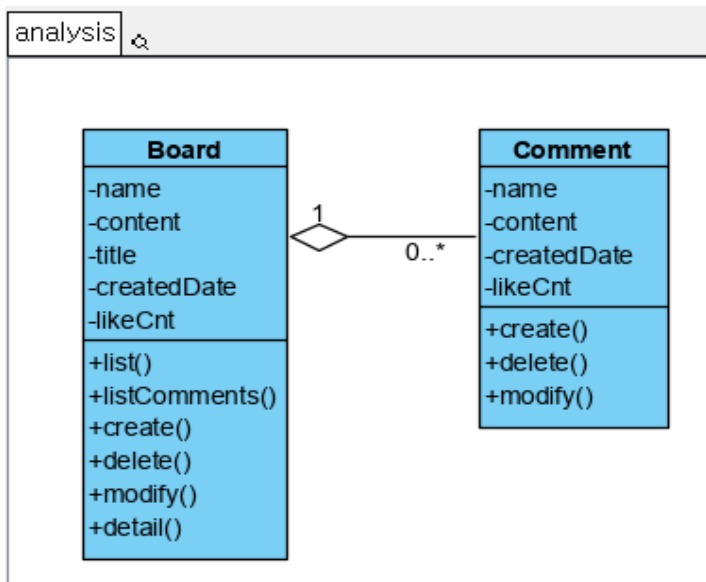 analysis
Board
-name
-content
-title
-createdDate
-likeCnt
+list()
+listComments()
+create()
+delete()
+modify()
+detail()
1
0..*
Comment
-name
-content
-createdDate
-likeCnt
+create()
+delete()
+modify()